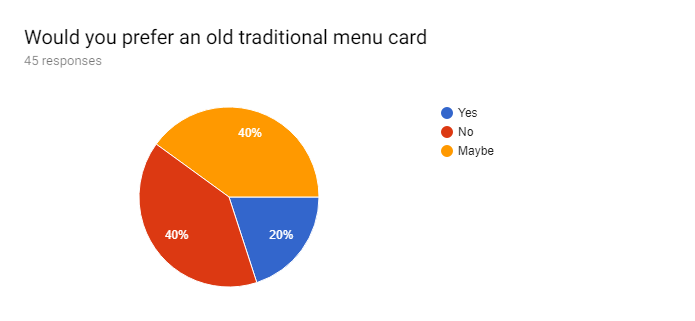 Would you prefer an old traditional menu card
45 responses
Yes
No
Maybe
40%
40%
20%